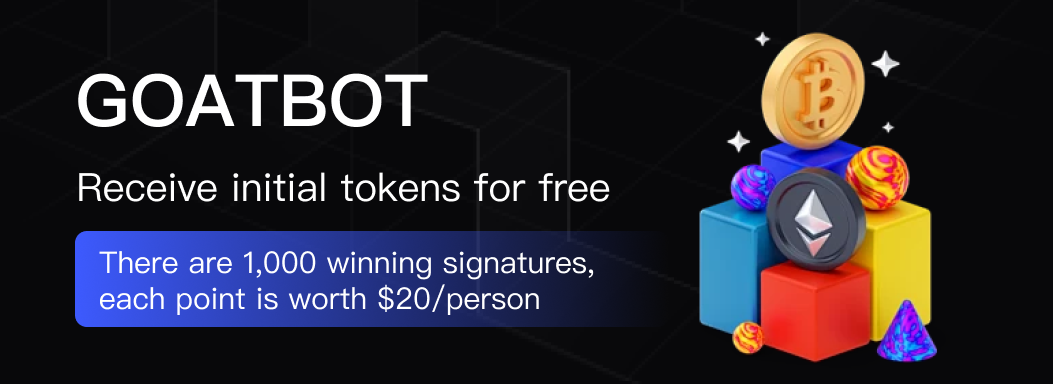 GOATBOT
Receive initial tokens for free
There are 1,000 winning signatures,
each point is worth $20/person